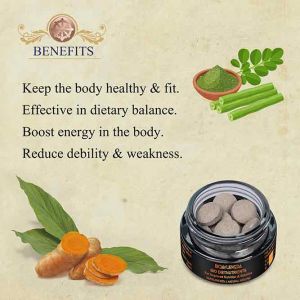 BENEFITS
Keep the body healthy & fit.
Effective in dietary balance.
Boost energy in the body.
Reduce debility & weakness.